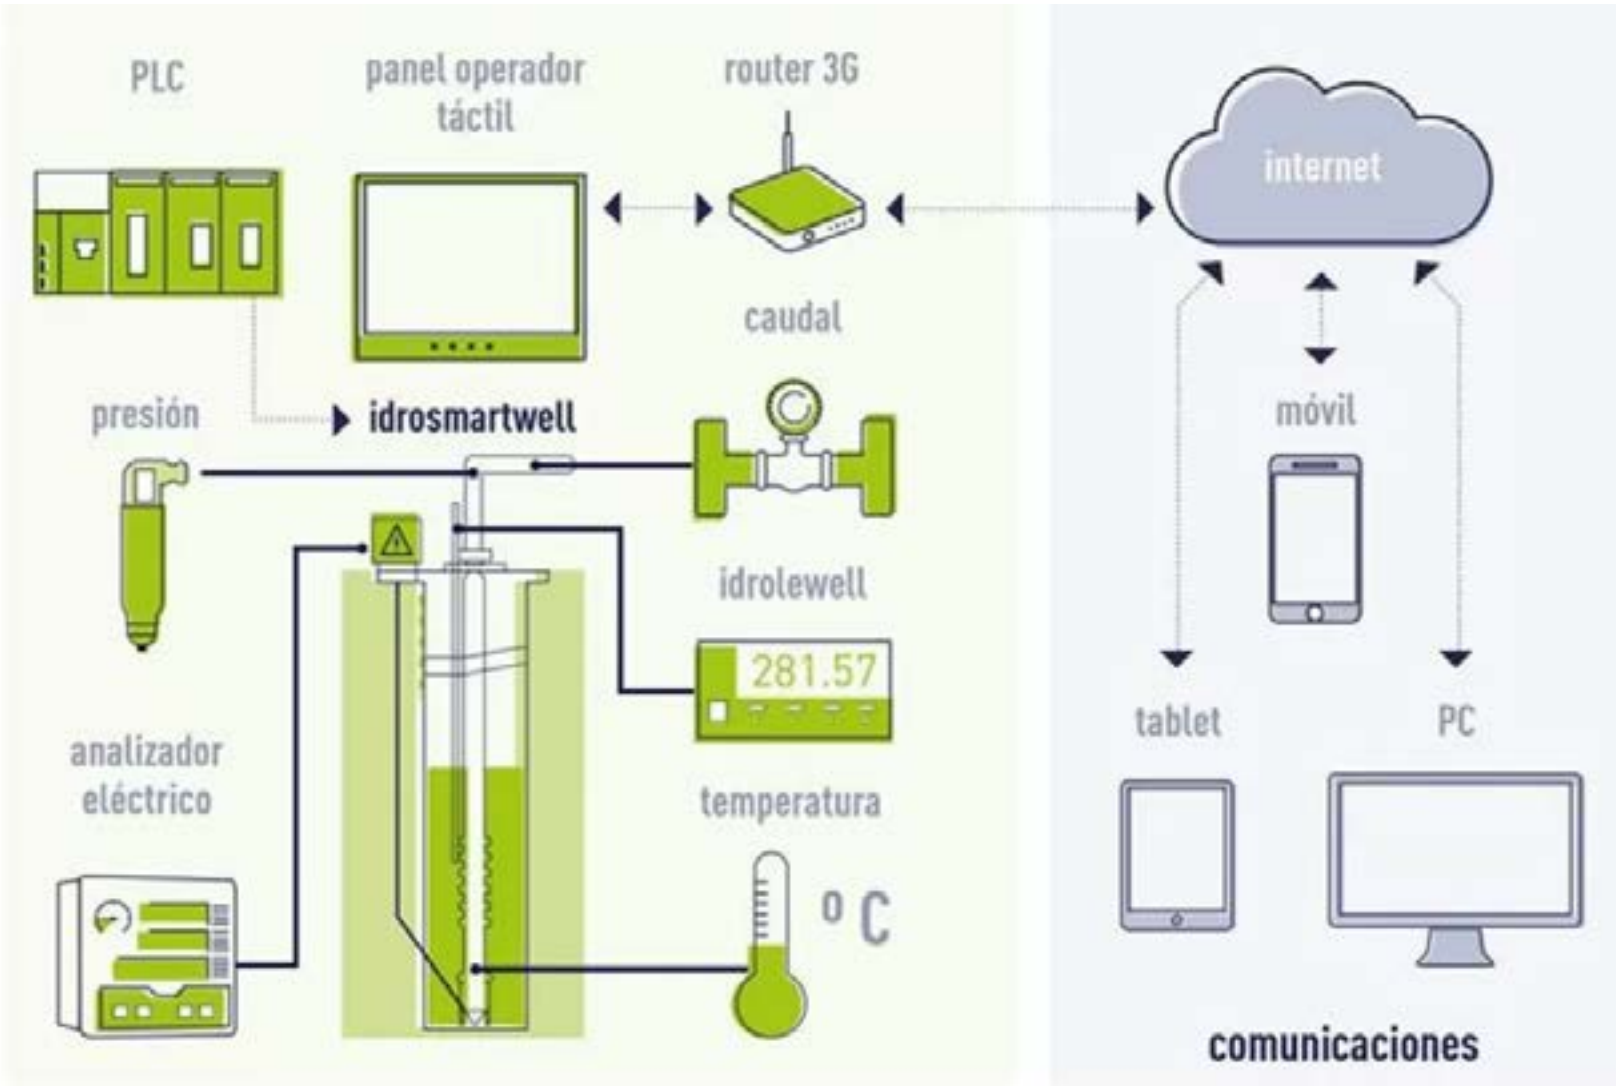 PLC
panel operador
táctil
router 3G
internet
caudal
presión
idrosmartwell
móvil
idrolewell
281.57
analizador
eléctrico
temperatura
º C
tablet
PC
comunicaciones